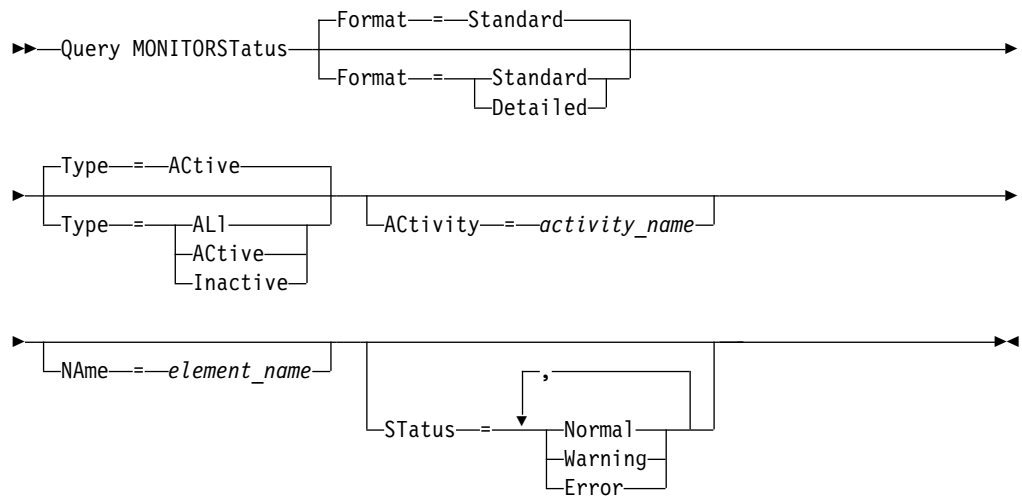 Format = Standard
Query MONITORSTatus
Format = Standard
Detailed
Type = ACtive
Type = ALl
ACtive
Inactive
ACtivity = activity_name
NAme = element_name
,
STatus = Normal
Warning
Error